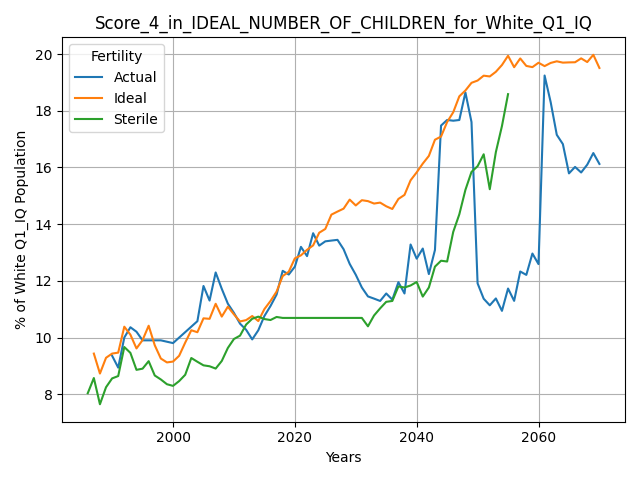 Score_4_in_IDEAL_NUMBER_OF_CHILDREN_for_White_Q1_IQ
Fertility
Actual
Ideal
Sterile
% of White Q1_IQ Population
20
18
16
14
12
10
8
2000 2020 2040 2060
Years